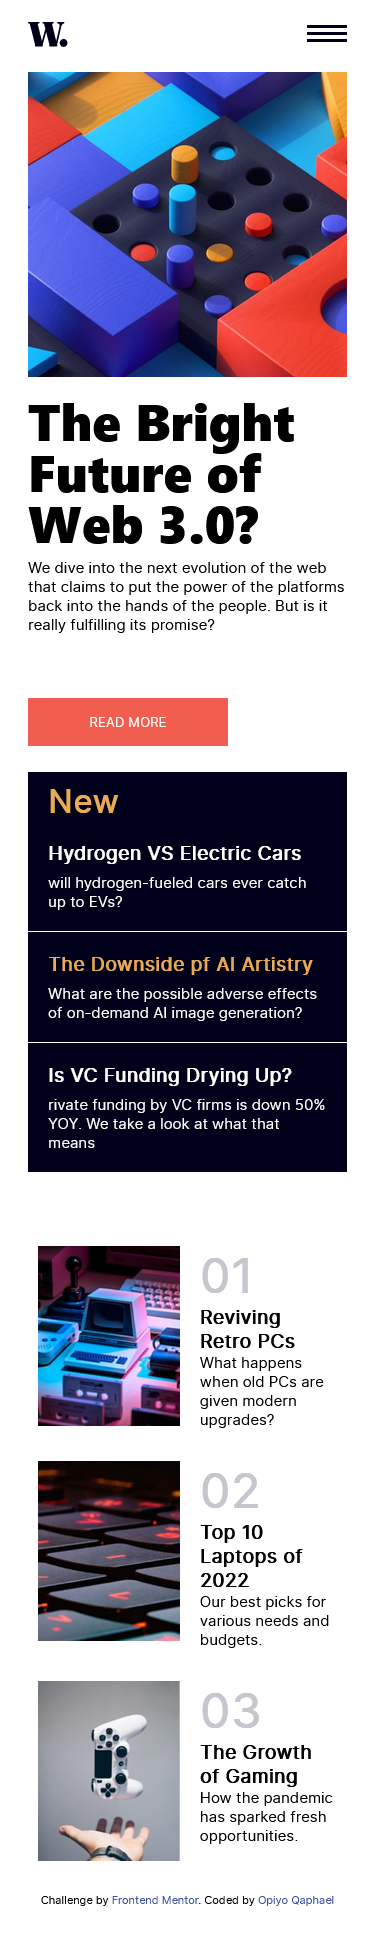 W.
The Bright
Future of
Web 3.0?
We dive into the next evolution of the web
that claims to put the power of the platforms
back into the hands of the people. But is it
really fulfilling its promise?
READ MORE
New
Hydrogen VS Electric Cars
will hydrogen-fueled cars ever catch
up to EVs?
The Downside pf AI Artistry
What are the possible adverse effects
of on-demand AI image generation?
Is VC Funding Drying Up?
rivate funding by VC firms is down 50%
YOY. We take a look at what that
means
01
Reviving
Retro PCs
What happens
when old PCs are
given modern
upgrades?
02
Top 10
Laptops of
2022
Our best picks for
various needs and
budgets.
03
The Growth
of Gaming
How the pandemic
has sparked fresh
opportunities.
Challenge by Frontend Mentor. Coded by Opiyo Qaphael